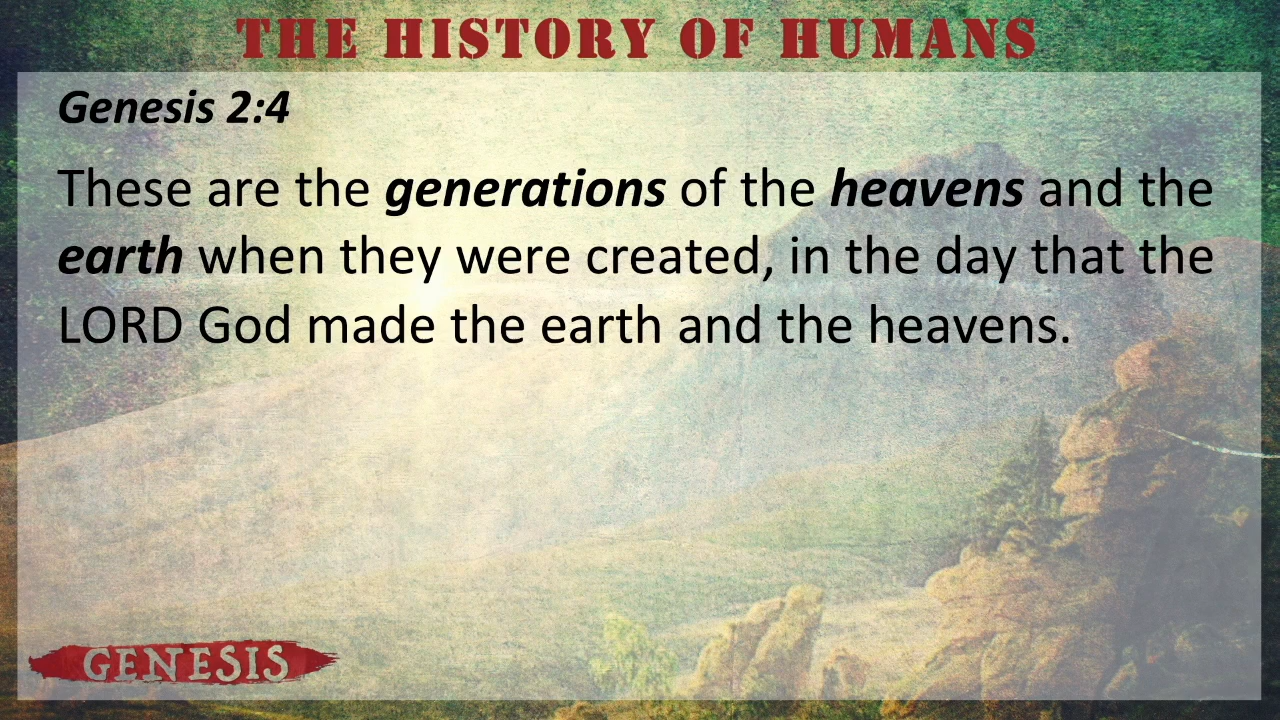 THE HISTORY OF HUMANS
Genesis 2:4
These are the generations of the heavens and the
earth when they were created, in the day that the
LORD God made the earth and the heavens.
GENESIS